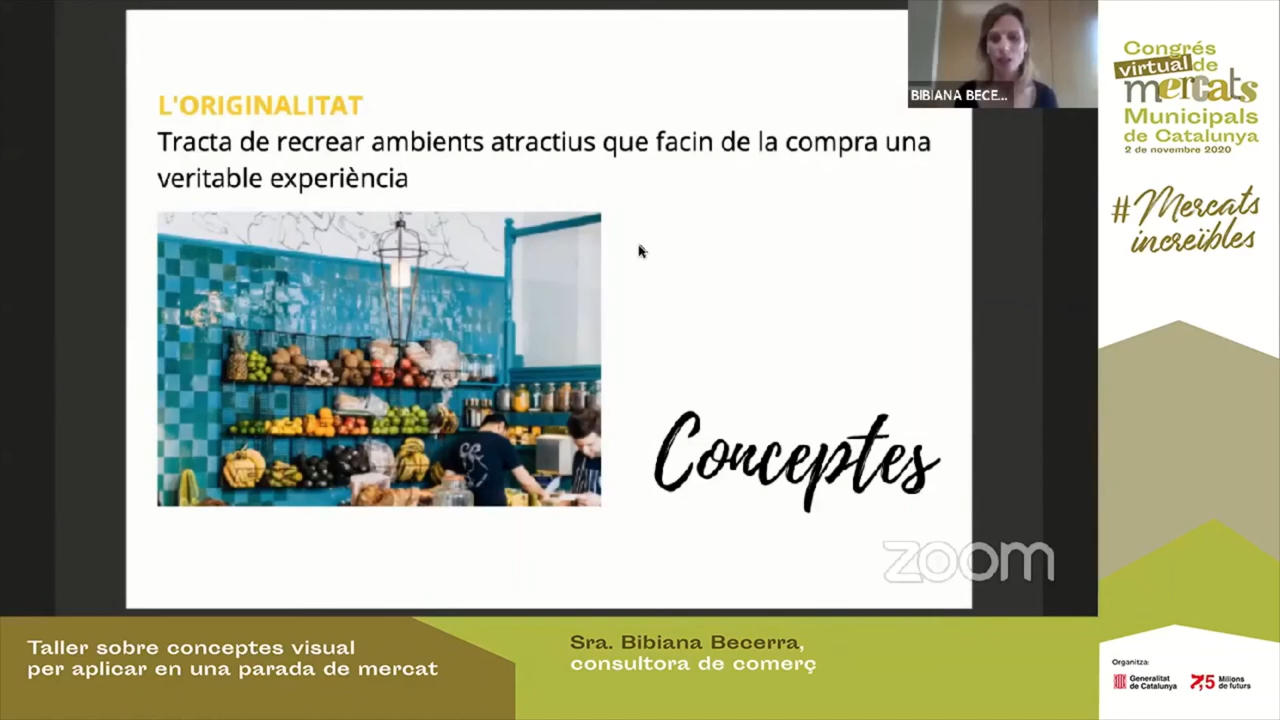 L'ORIGINALITAT
Tracta de recrear ambients atractius que facin de la compra una
veritable experiència
Conceptes
zoom
BIBIANA BECE...
Congrés
virtual de
mercats
Municipals
de Catalunya
2 de novembre 2020
#Mercats
increïbles
Taller sobre conceptes visual
per aplicar en una parada de mercat
Sra. Bibiana Becerra,
consultora de comerç
Organitza:
Generalitat
de Catalunya
7,5 Milions
de futurs